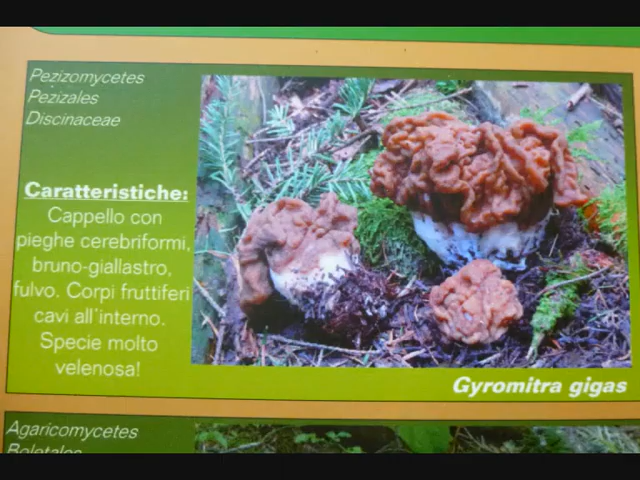 Pezizomycetes
Pezizales
Discinaceae
Caratteristiche:
Cappello con
pieghe cerebriformi,
bruno-giallastro,
fulvo. Corpi fruttiferi
cavi all'interno.
Specie molto
velenosa!
Gyromitra gigas
Agaricomycetes
Boletales